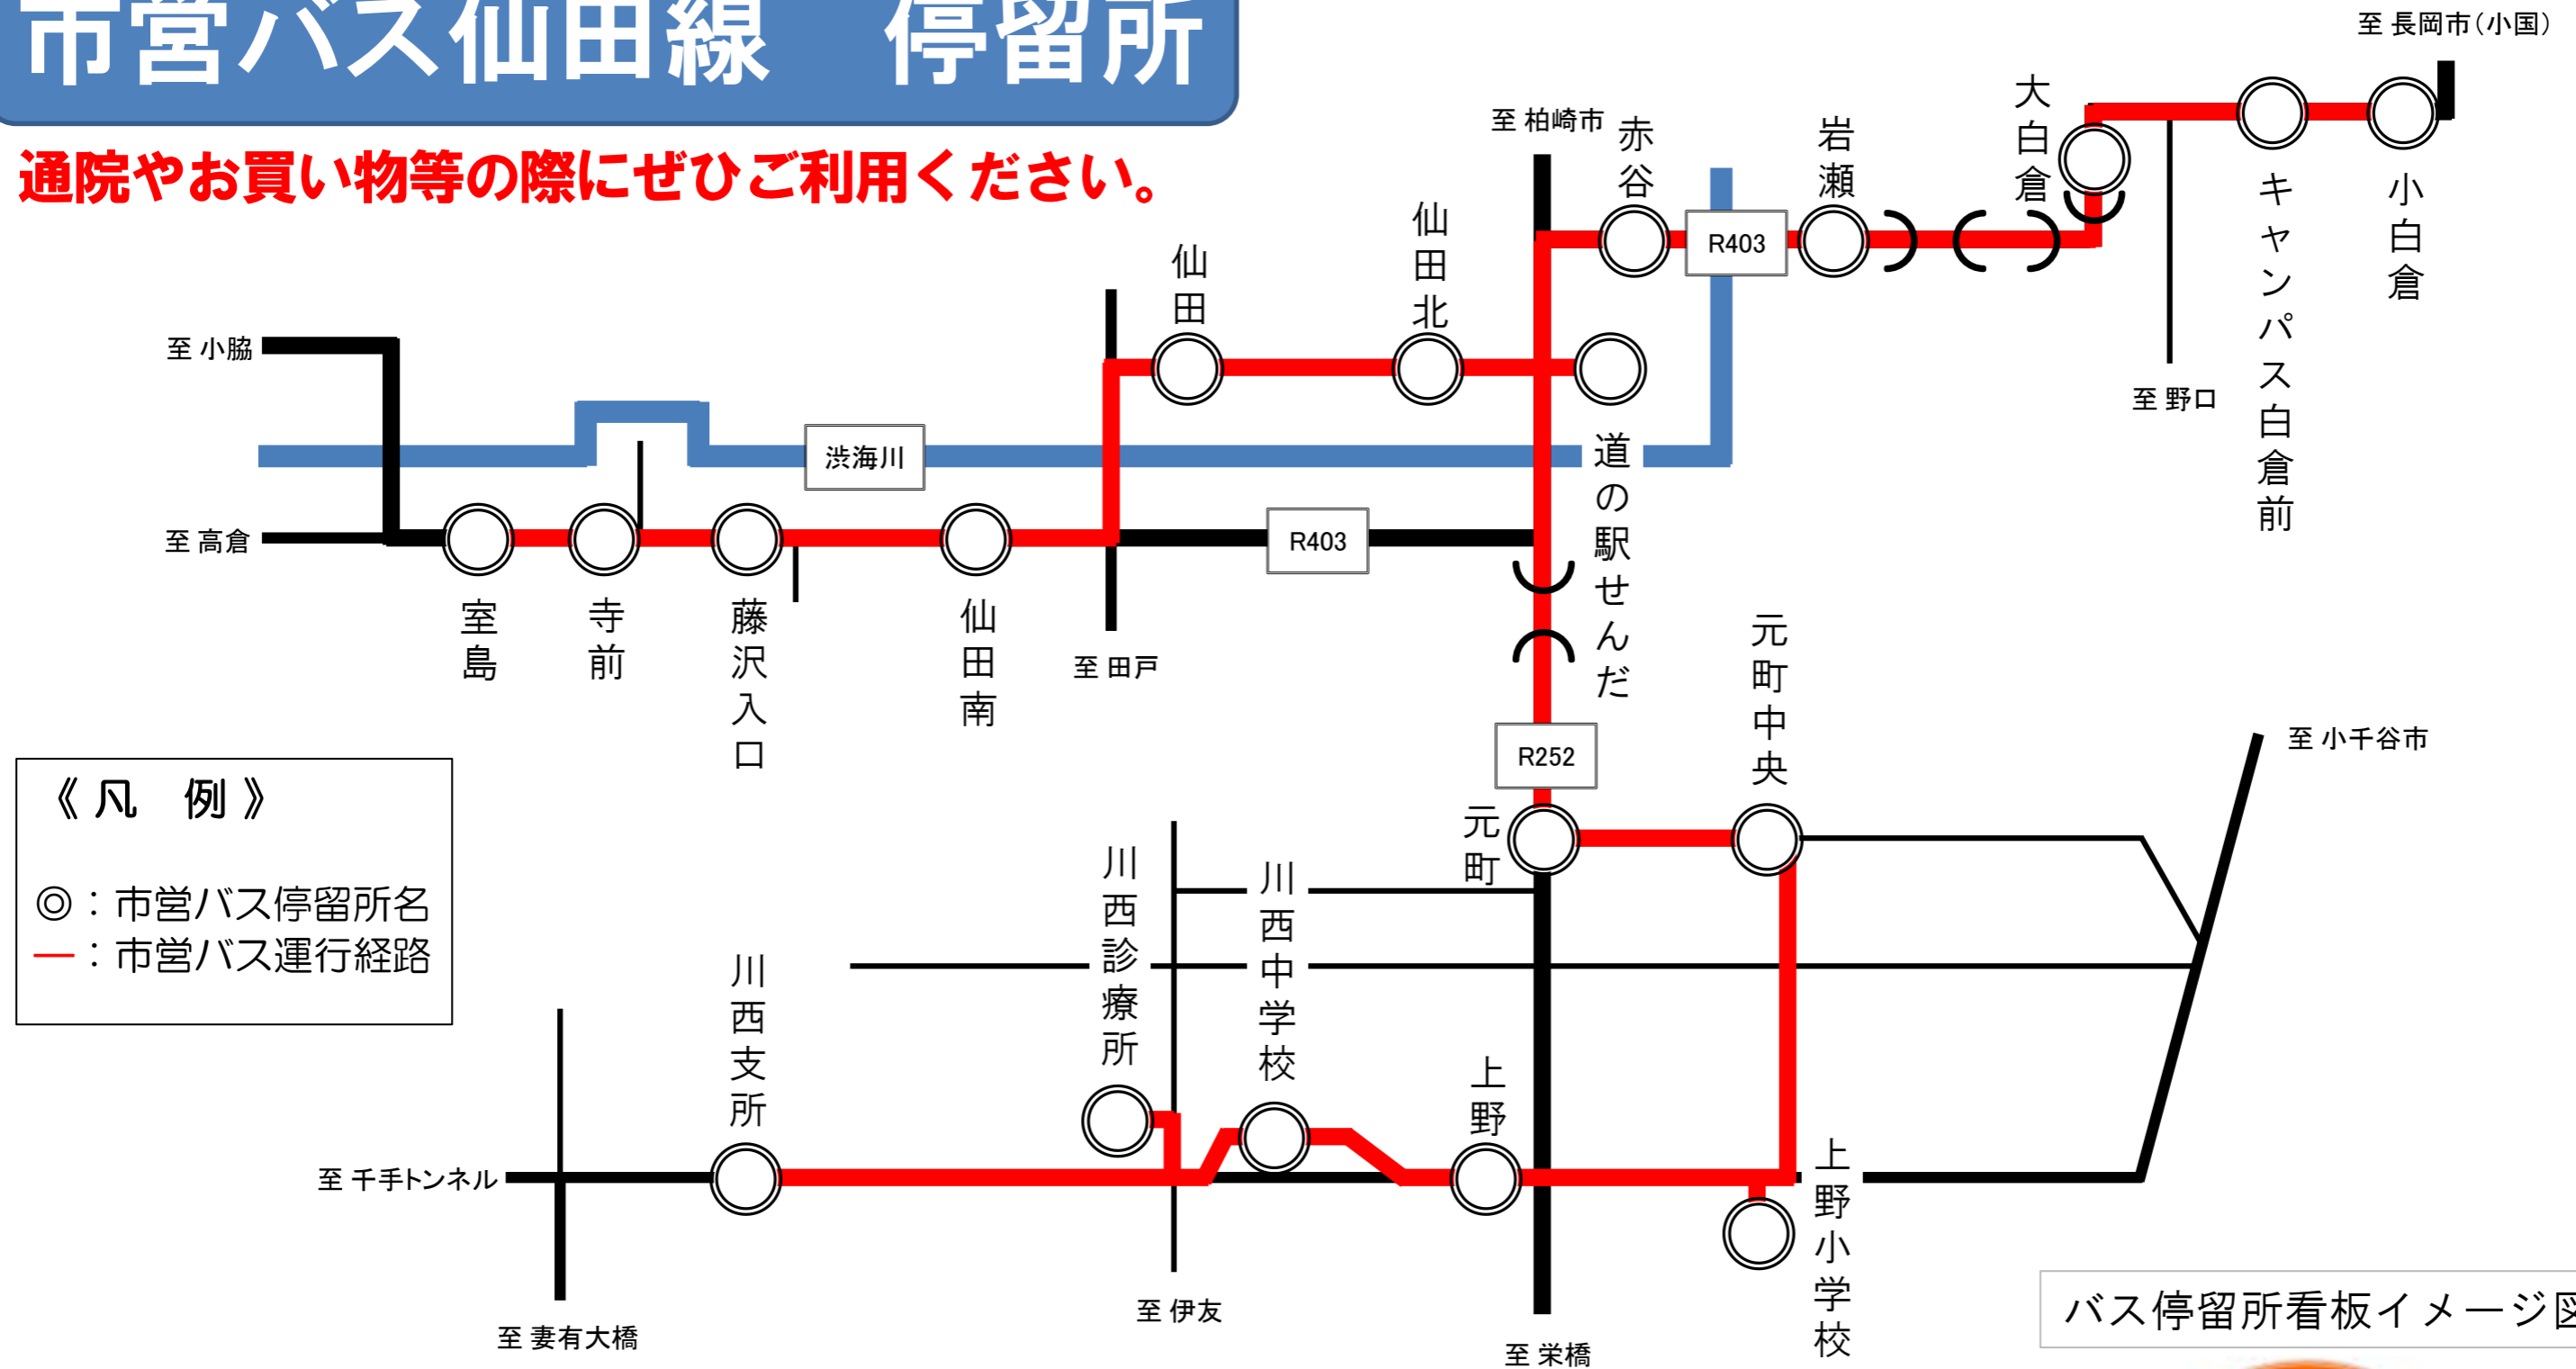 市営バス仙田線　停留所
通院やお買い物等の際にぜひご利用ください。
至 長岡市（小国）
至 柏崎市
赤谷
岩瀬
大白倉
キャンパス白倉前
小白倉
R403
仙田
仙田北
至 小脇
至 野口
渋海川
道の駅せんだ
至 高倉
R403
室島
寺前
藤沢入口
仙田南
至 田戸
元町中央
R252
至 小千谷市
《 凡　例 》
◎：市営バス停留所名
―：市営バス運行経路
元町
川西診療所
川西中学校
川西支所
上野
至 千手トンネル
上野小学校
至 伊友
至 妻有大橋
至 栄橋
バス停留所看板イメージ図